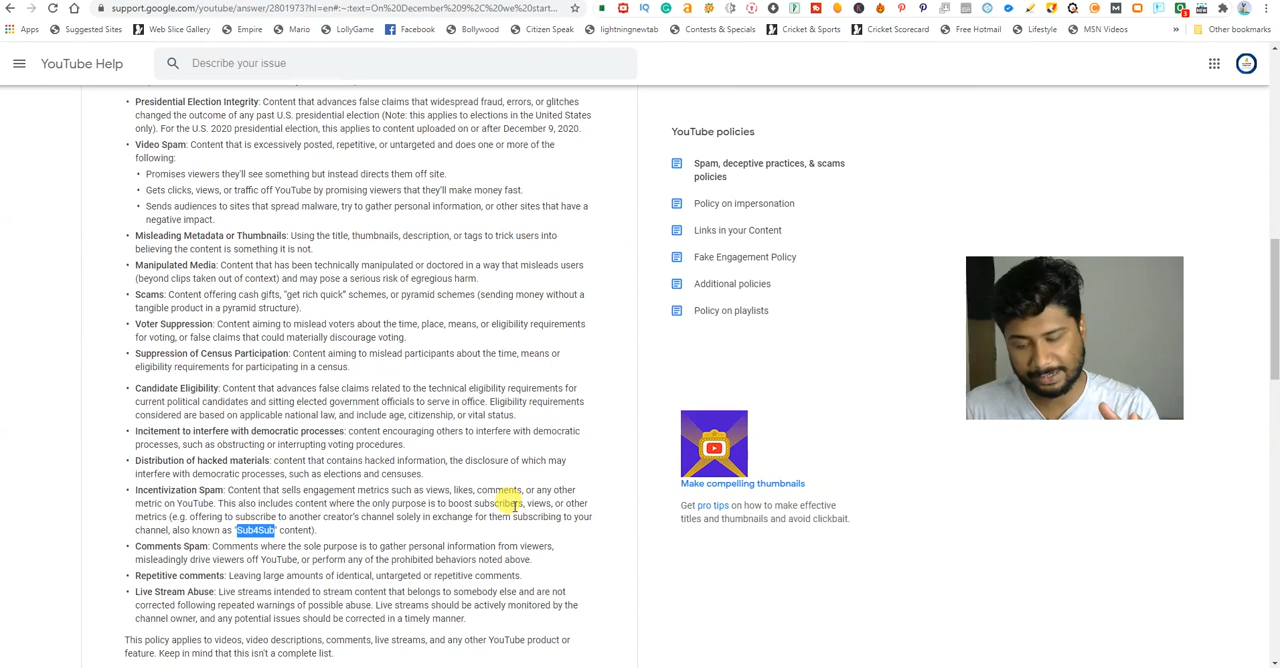 support.google.com/youtube/answer/2801973?hl=en#:~:text=On%20December%209%2C%20we%20start...
Apps Suggested Sites Web Slice Gallery Empire Mario LollyGame Facebook Bollywood Citizen Speak lightningnewtab Contests & Specials Cricket & Sports Cricket Scorecard Free Hotmail Lifestyle MSN Videos » Other bookmarks
YouTube Help Describe your issue
• Presidential Election Integrity: Content that advances false claims that widespread fraud, errors, or glitches
changed the outcome of any past U.S. presidential election (Note: this applies to elections in the United States
only). For the U.S. 2020 presidential election, this applies to content uploaded on or after December 9, 2020.
• Video Spam: Content that is excessively posted, repetitive, or untargeted and does one or more of the
following:
• Promises viewers they'll see something but instead directs them off site.
• Gets clicks, views, or traffic off YouTube by promising viewers that they'll make money fast.
• Sends audiences to sites that spread malware, try to gather personal information, or other sites that have a
negative impact.
• Misleading Metadata or Thumbnails: Using the title, thumbnails, description, or tags to trick users into
believing the content is something it is not.
• Manipulated Media: Content that has been technically manipulated or doctored in a way that misleads users
(beyond clips taken out of context) and may pose a serious risk of egregious harm.
• Scams: Content offering cash gifts, "get rich quick" schemes, or pyramid schemes (sending money without a
tangible product in a pyramid structure).
• Voter Suppression: Content aiming to mislead voters about the time, place, means, or eligibility requirements
for voting, or false claims that could materially discourage voting.
• Suppression of Census Participation: Content aiming to mislead participants about the time, means or
eligibility requirements for participating in a census.
• Candidate Eligibility: Content that advances false claims related to the technical eligibility requirements for
current political candidates and sitting elected government officials to serve in office. Eligibility requirements
considered are based on applicable national law, and include age, citizenship, or vital status.
• Incitement to interfere with democratic processes: content encouraging others to interfere with democratic
processes, such as obstructing or interrupting voting procedures.
• Distribution of hacked materials: content that contains hacked information, the disclosure of which may
interfere with democratic processes, such as elections and censuses.
• Incentivization Spam: Content that sells engagement metrics such as views, likes, comments, or any other
metric on YouTube. This also includes content where the only purpose is to boost subscribers, views, or other
metrics (e.g. offering to subscribe to another creator's channel solely in exchange for them subscribing to your
channel, also known as "Sub4Sub" content).
• Comments Spam: Comments where the sole purpose is to gather personal information from viewers,
misleadingly drive viewers off YouTube, or perform any of the prohibited behaviors noted above.
• Repetitive comments: Leaving large amounts of identical, untargeted or repetitive comments.
• Live Stream Abuse: Live streams intended to stream content that belongs to somebody else and are not
corrected following repeated warnings of possible abuse. Live streams should be actively monitored by the
channel owner, and any potential issues should be corrected in a timely manner.
This policy applies to videos, video descriptions, comments, live streams, and any other YouTube product or
feature. Keep in mind that this isn't a complete list.
YouTube policies
Spam, deceptive practices, & scams
policies
Policy on impersonation
Links in your Content
Fake Engagement Policy
Additional policies
Policy on playlists
Make compelling thumbnails
Get pro tips on how to make effective
titles and thumbnails and avoid clickbait.